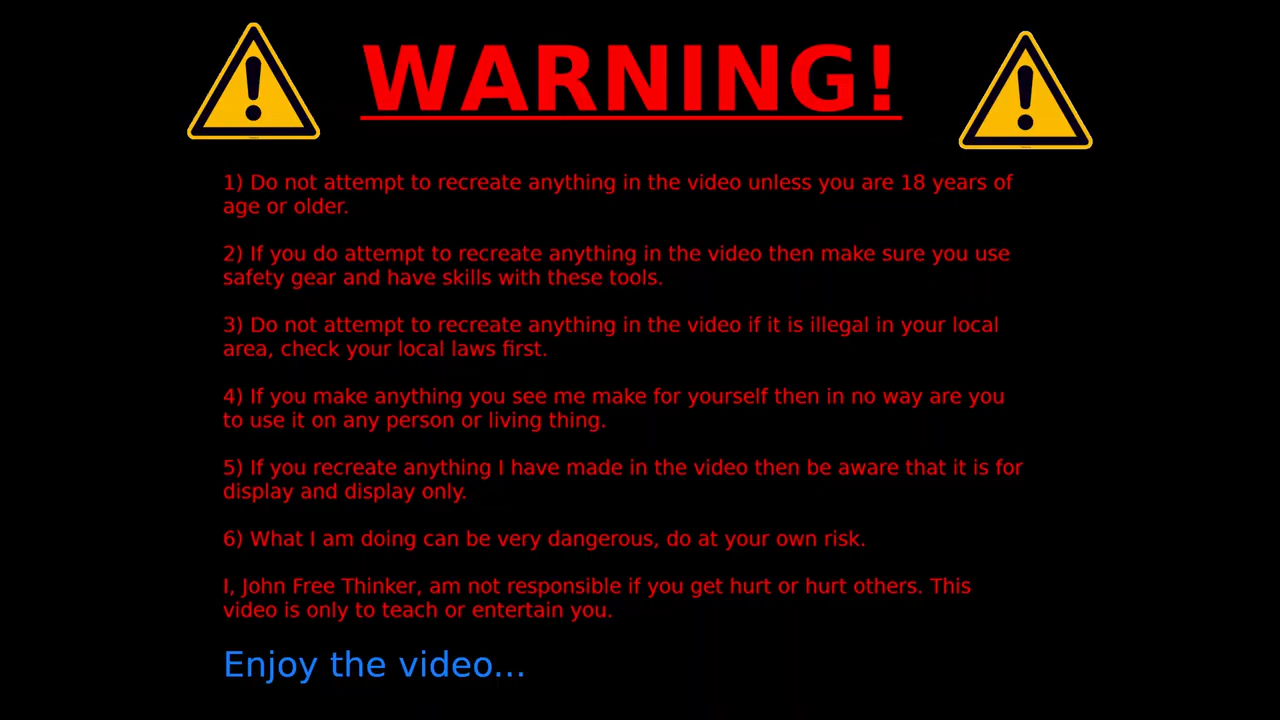 WARNING!
1) Do not attempt to recreate anything in the video unless you are 18 years of
age or older.
2) If you do attempt to recreate anything in the video then make sure you use
safety gear and have skills with these tools.
3) Do not attempt to recreate anything in the video if it is illegal in your local
area, check your local laws first.
4) If you make anything you see me make for yourself then in no way are you
to use it on any person or living thing.
5) If you recreate anything I have made in the video then be aware that it is for
display and display only.
6) What I am doing can be very dangerous, do at your own risk.
I, John Free Thinker, am not responsible if you get hurt or hurt others. This
video is only to teach or entertain you.
Enjoy the video...